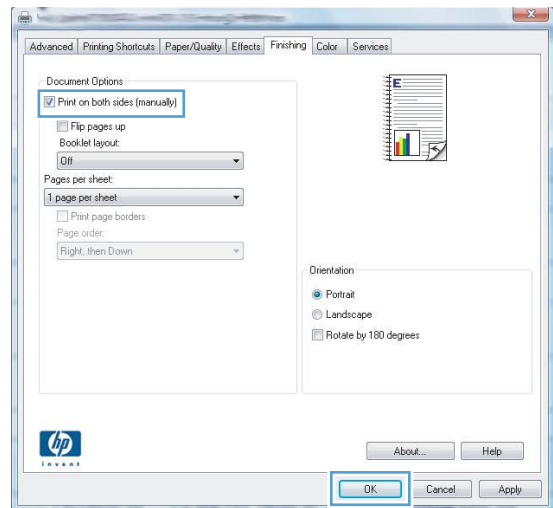 Advanced Printing Shortcuts Paper/Quality Effects Finishing Color Services
Document Options
Print on both sides (manually)
Flip pages up
Booklet layout:
Off
Pages per sheet:
1 page per sheet
Print page borders
Page order:
Right, then Down
E
Orientation
Portrait
Landscape
Rotate by 180 degrees
hp
invent
About... Help
OK Cancel Apply